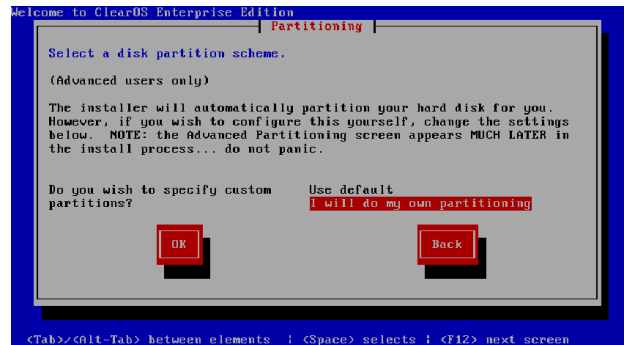 Welcome to ClearOS Enterprise Edition
Partitioning
Select a disk partition scheme.
(Advanced users only)
The installer will automatically partition your hard disk for you.
However, if you wish to configure this yourself, change the settings
below.  NOTE: the Advanced Partitioning screen appears MUCH LATER in
the install process... do not panic.
Do you wish to specify custom
partitions?
Use default
I will do my own partitioning
OK
Back
<Tab>/<Alt-Tab> between elements  | <Space> selects | <F12> next screen